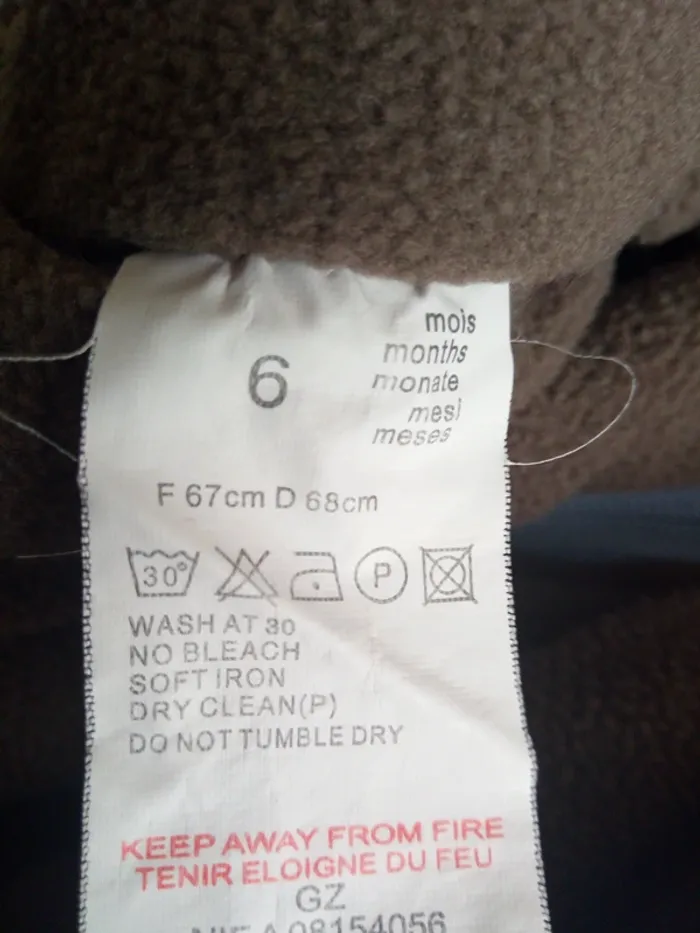 6
mois
months
monate
mesi
meses
F 67cm D 68cm
30° P
WASH AT 30
NO BLEACH
SOFT IRON
DRY CLEAN(P)
DO NOT TUMBLE DRY
KEEP AWAY FROM FIRE
TENIR ELOIGNE DU FEU
GZ
A08154056